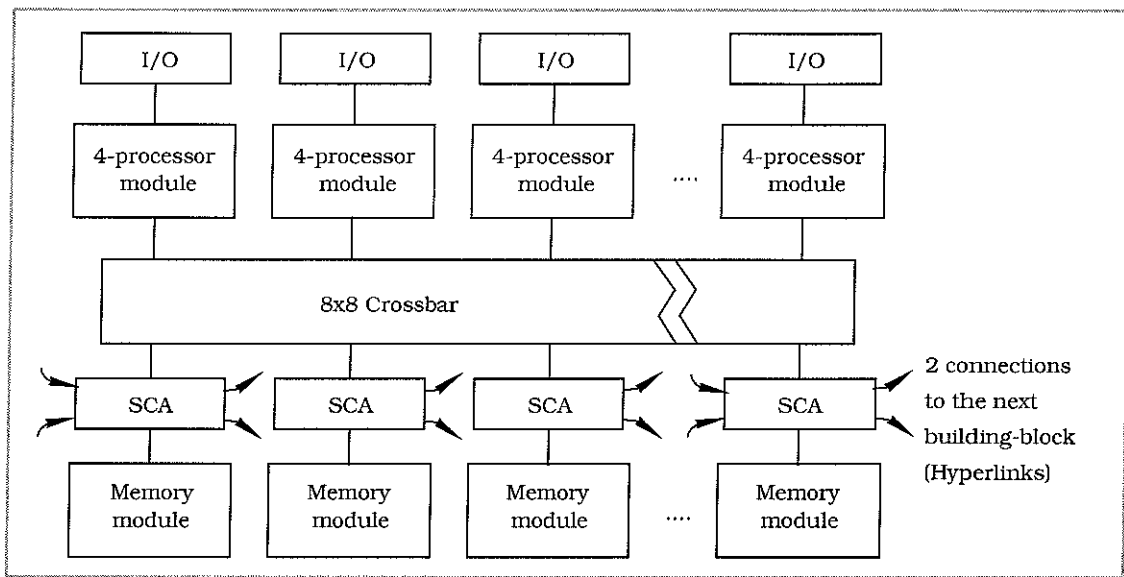 I/O
I/O
I/O
I/O
4-processor
module
4-processor
module
4-processor
module
....
4-processor
module
8x8 Crossbar
SCA
SCA
SCA
SCA
2 connections
to the next
building-block
(Hyperlinks)
Memory
module
Memory
module
Memory
module
....
Memory
module